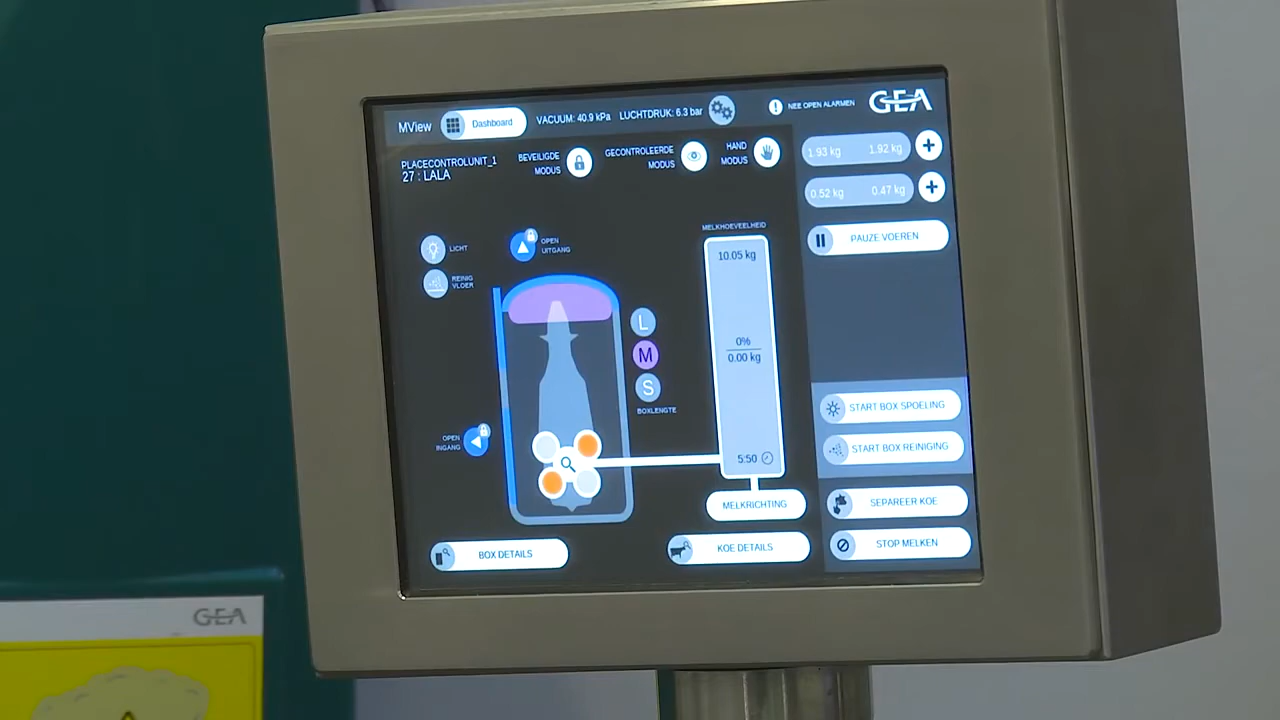 MView
Dashboard
VACUUM: 40.9 kPa
LUCHTDRUK: 6.3 bar
NEE OPEN ALARMEN
GEA
PLACECONTROLUNIT_1
27 : LALA
BEVEILIGDE
MODUS
GECONTROLEERDE
MODUS
HAND
MODUS
1.93 kg 1.92 kg
0.52 kg 0.47 kg
PAUZE VOEREN
LICHT
REINIG
VLOER
OPEN
UITGANG
MELKHOEVEELHEID
10.05 kg
0%
0.00 kg
5:50
L
M
S
BOXLENGTE
OPEN
INGANG
MELKRICHTING
START BOX SPOELING
START BOX REINIGING
SEPAREER KOE
STOP MELKEN
BOX DETAILS
KOE DETAILS
GEA